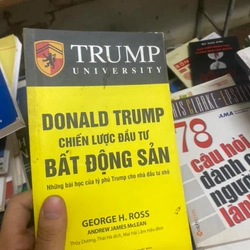 TRUMP
UNIVERSITY
DONALD TRUMP
CHIẾN LƯỢC ĐẦU TƯ
BẤT ĐỘNG SẢN
Những bài học của tỷ phú Trump cho nhà đầu tư nhỏ
GEORGE H. ROSS
ANDREW JAMES McLEAN
78
câu hỏi
dành
người
lãnh